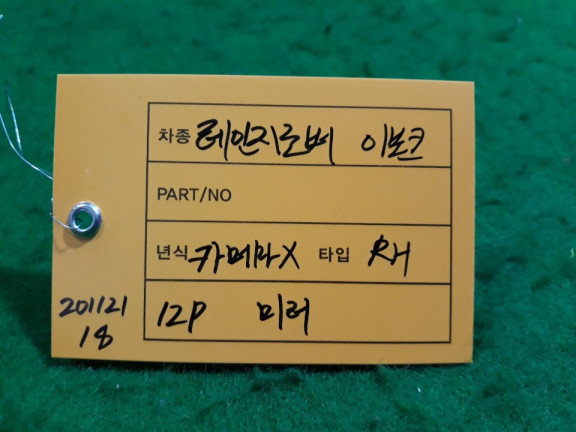 차종 레인지로버 이보크
PART/NO
년식 카메라X 타입 RH
12P 미러
201121
18